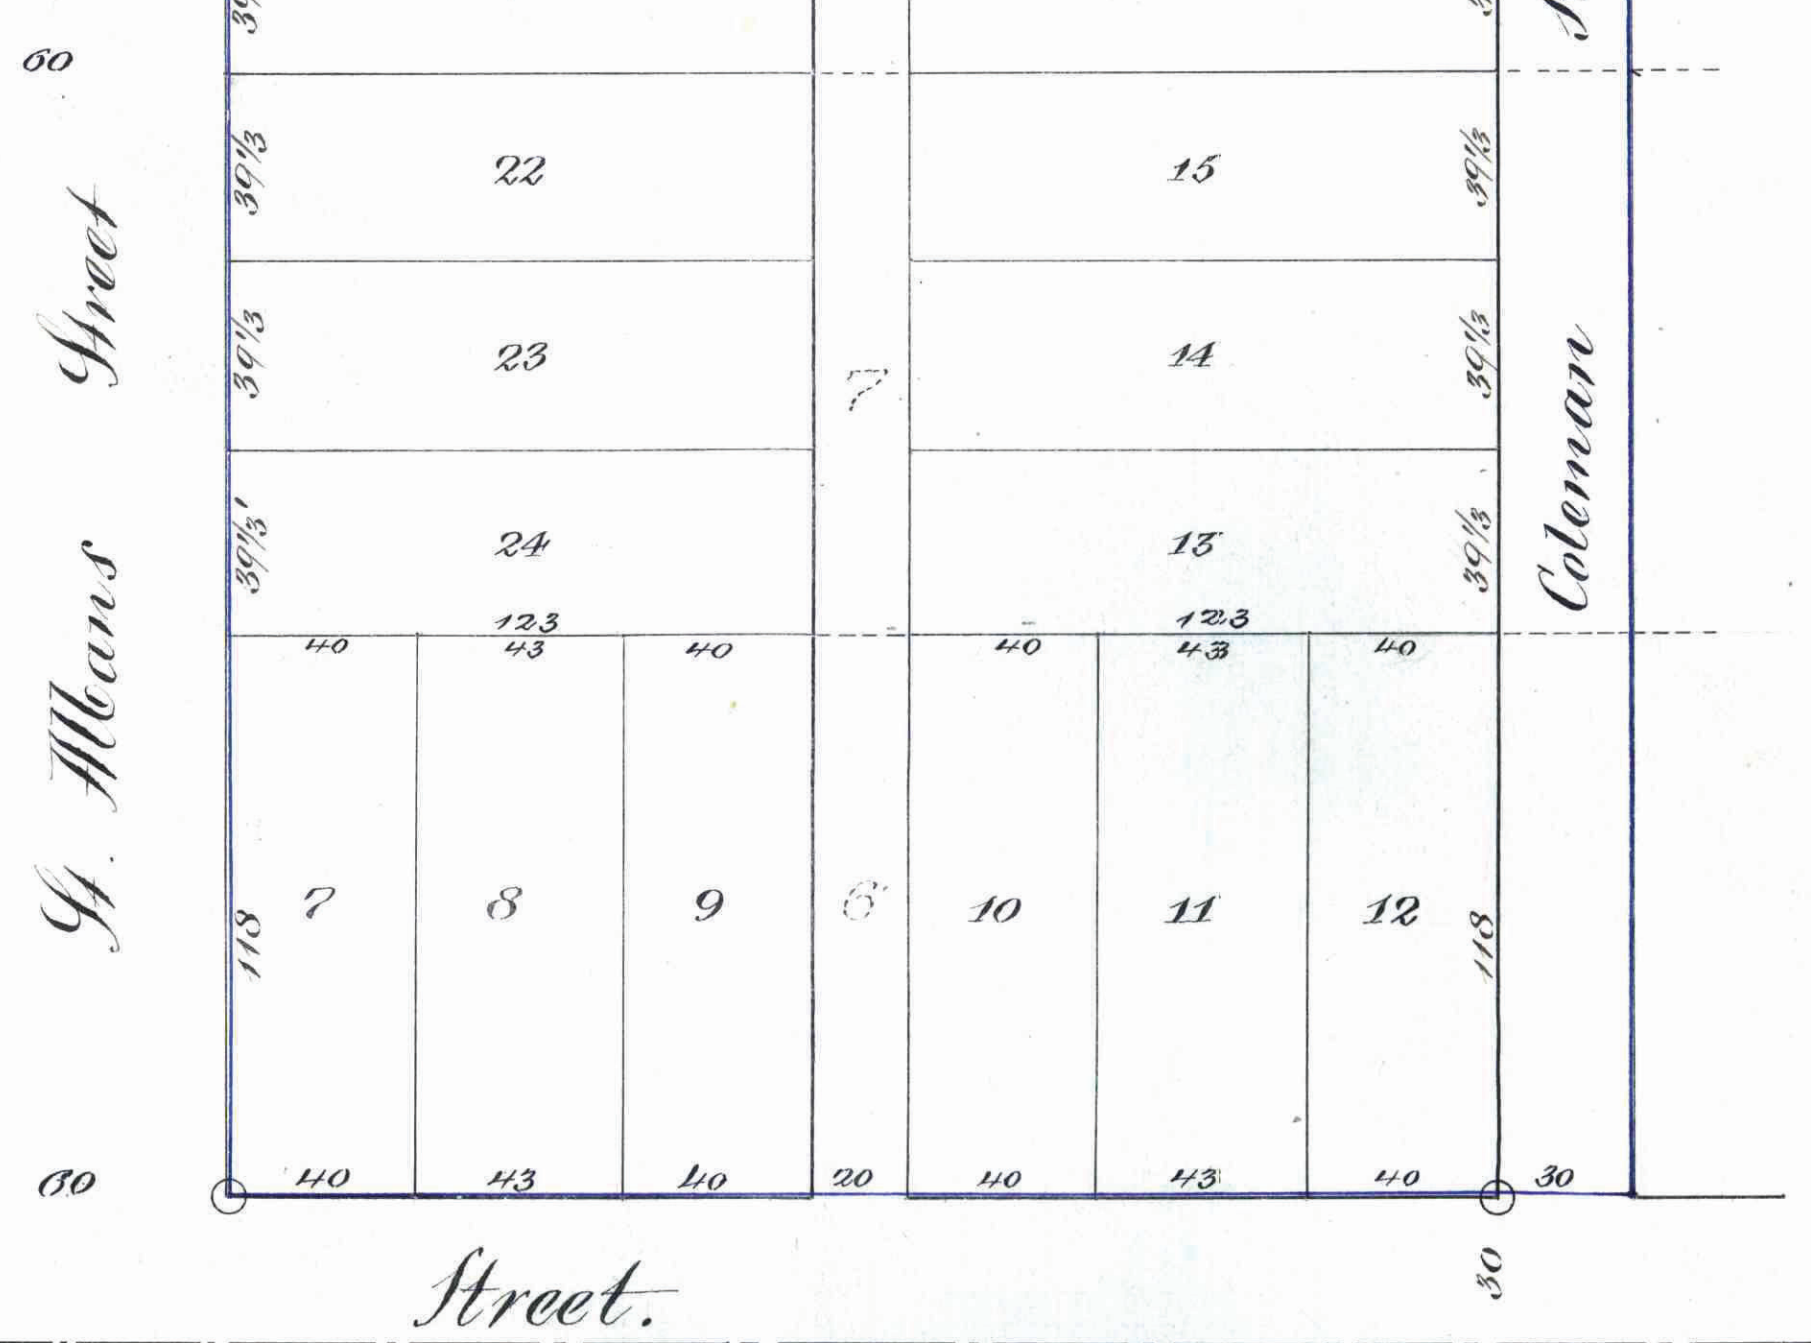 60
39⅓ 22 15 39⅓
39⅓ 23 14 39⅓
7
39⅓' 24 13 39⅓
123 123
40 43 40 40 43 40
118 7 8 9 6 10 11 12 118
60 40 43 40 20 40 43 40 30
30
St. Albans Street
Coleman
Street.